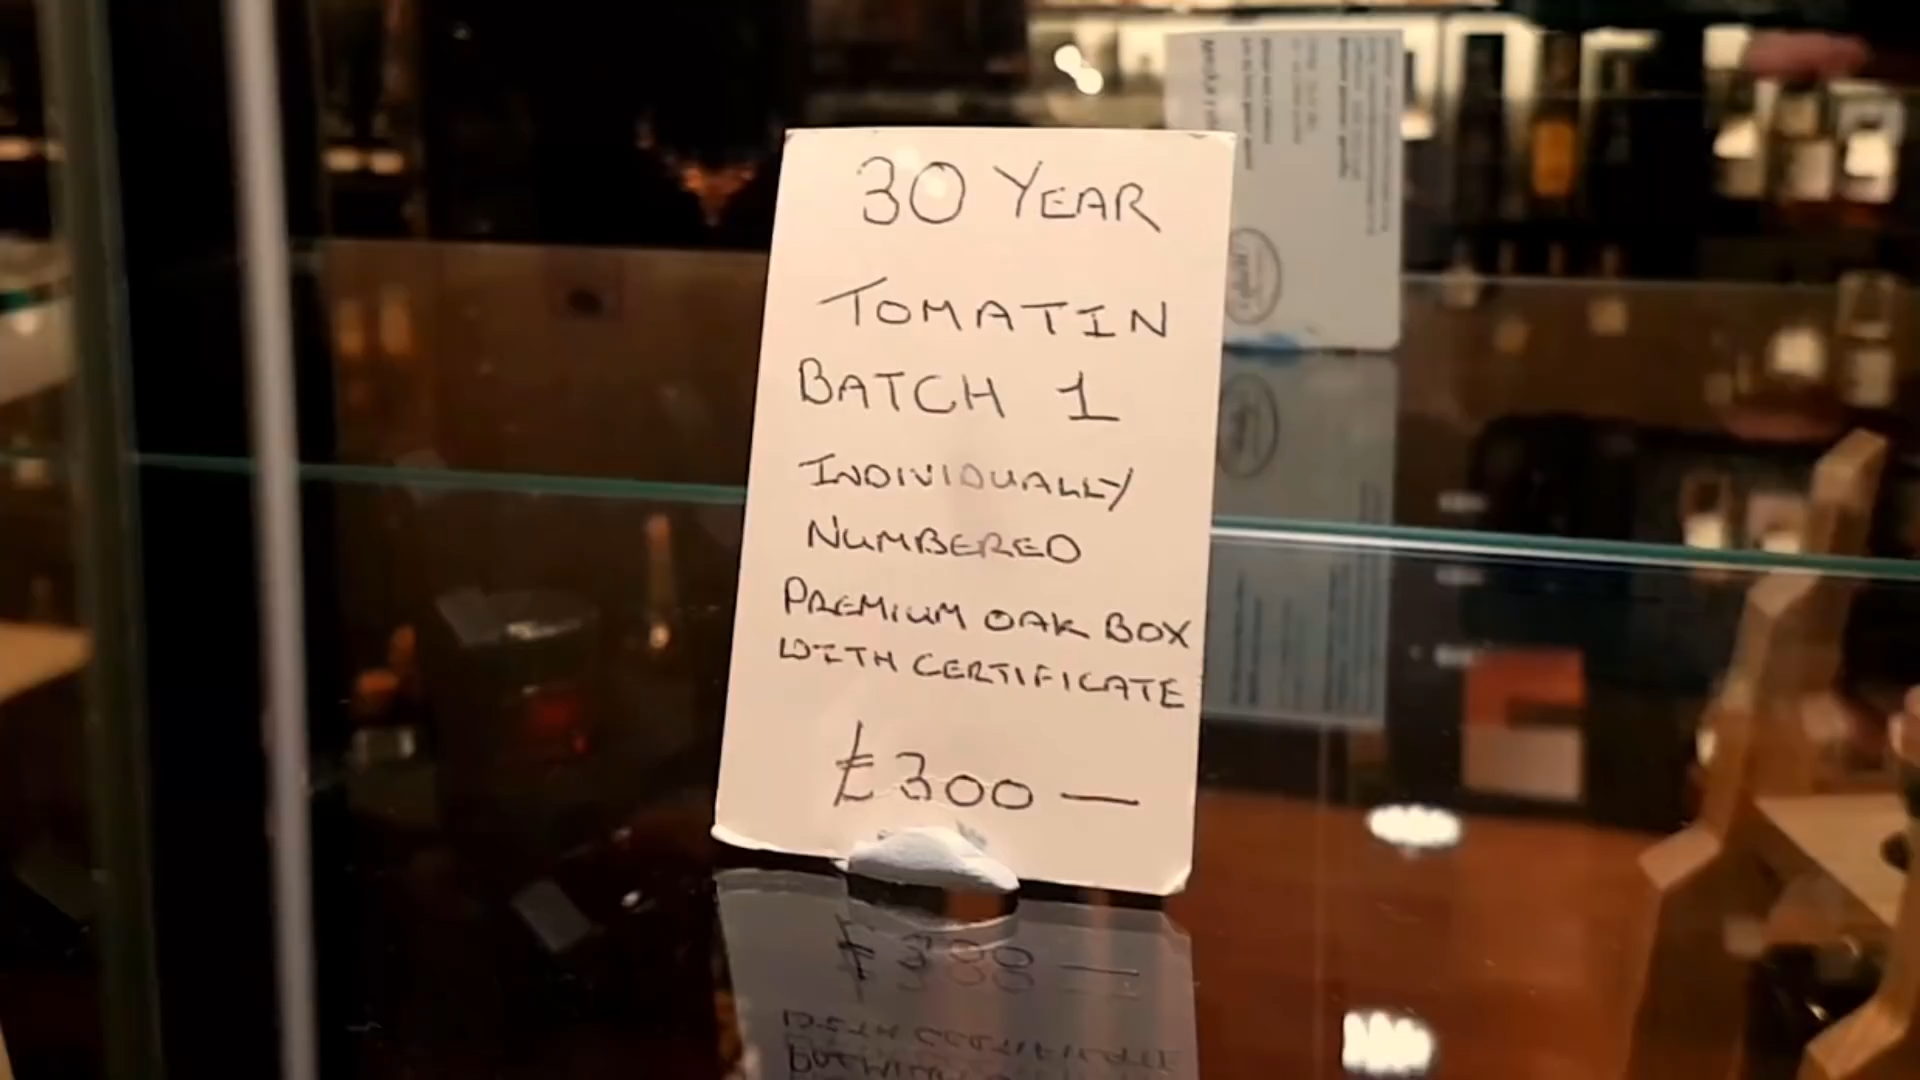 30 YEAR
TOMATIN
BATCH 1
INDIVIDUALLY
NUMBERED
PREMIUM OAK BOX
WITH CERTIFICATE
£300 —